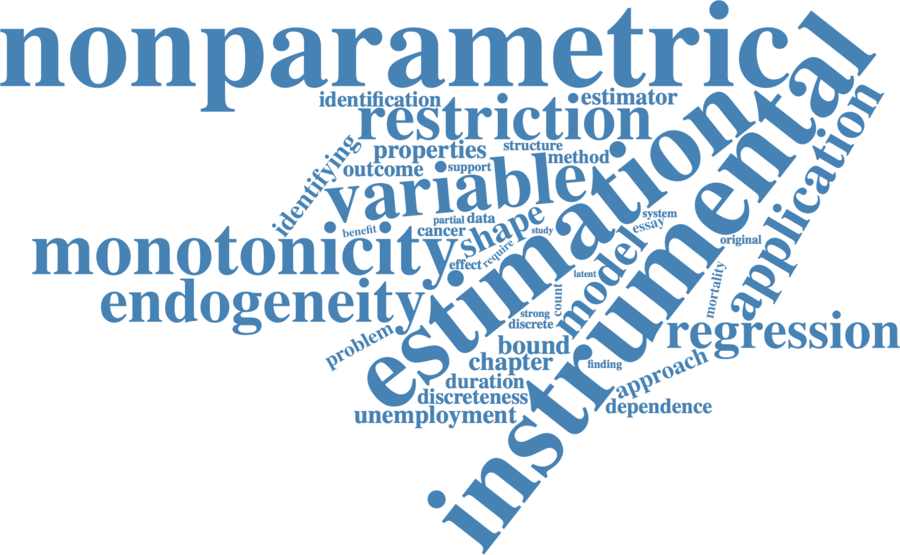 nonparametric
instrumental
identification
estimator
restriction
estimation
application
identifying
properties
structure
method
outcome
support
variable
partial
data
system
essay
benefit
cancer
shape
study
original
monotonicity
effect
require
latent
model
mortality
endogeneity
count
strong
discrete
problem
bound
regression
chapter
finding
approach
duration
discreteness
dependence
unemployment